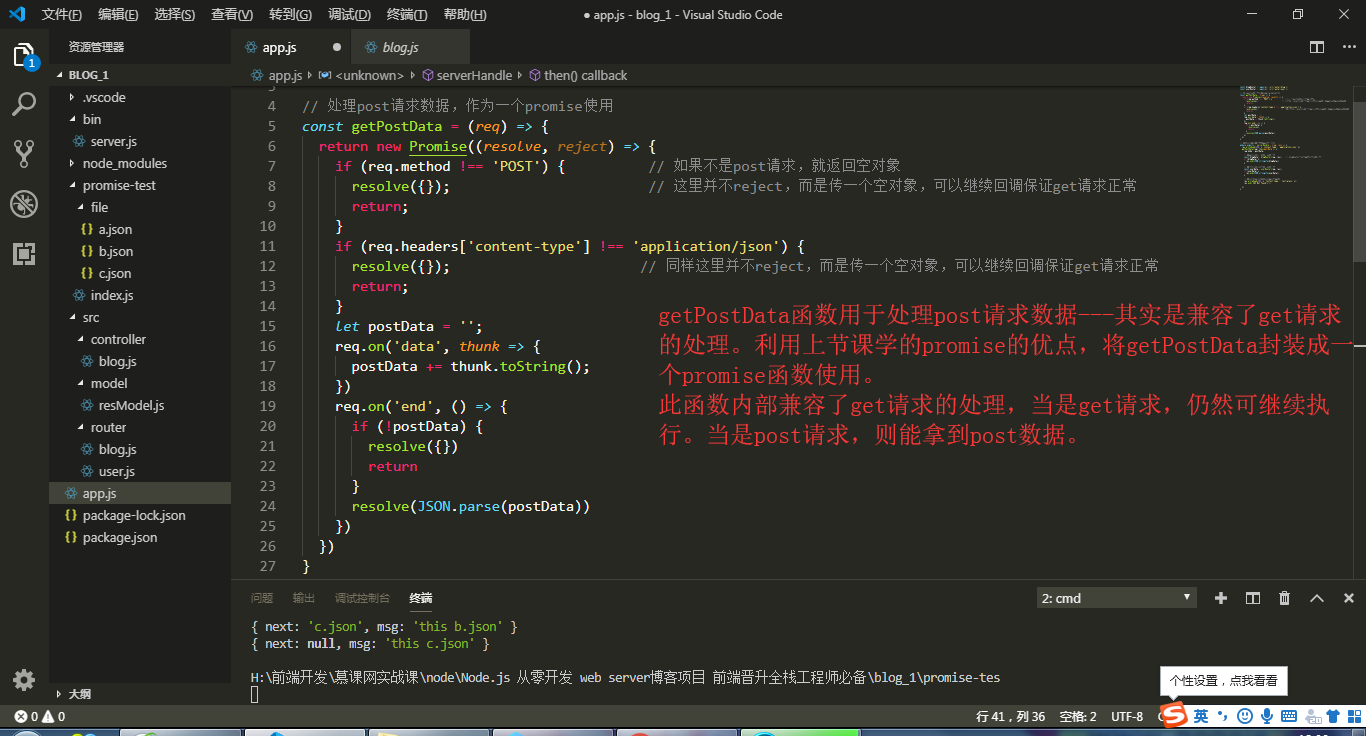 文件(F) 编辑(E) 选择(S) 查看(V) 转到(G) 调试(D) 终端(T) 帮助(H)
● app.js - blog_1 - Visual Studio Code
资源管理器
1
BLOG_1
.vscode
bin
server.js
node_modules
promise-test
file
a.json
b.json
c.json
index.js
src
controller
blog.js
model
resModel.js
router
blog.js
user.js
app.js
package-lock.json
package.json
大纲
app.js ● blog.js
app.js <unknown> serverHandle then() callback
4 // 处理post请求数据，作为一个promise使用
5 const getPostData = (req) => {
6 return new Promise((resolve, reject) => {
7 if (req.method !== 'POST') { // 如果不是post请求，就返回空对象
8 resolve({}); // 这里并不reject，而是传一个空对象，可以继续回调保证get请求正常
9 return;
10 }
11 if (req.headers['content-type'] !== 'application/json') {
12 resolve({}); // 同样这里并不reject，而是传一个空对象，可以继续回调保证get请求正常
13 return;
14 }
15 let postData = '';
16 req.on('data', thunk => {
17 postData += thunk.toString();
18 })
19 req.on('end', () => {
20 if (!postData) {
21 resolve({})
22 return
23 }
24 resolve(JSON.parse(postData))
25 })
26 })
27 }
getPostData函数用于处理post请求数据---其实是兼容了get请求
的处理。利用上节课学的promise的优点，将getPostData封装成一
个promise函数使用。
此函数内部兼容了get请求的处理，当是get请求，仍然可继续执
行。当是post请求，则能拿到post数据。
问题 输出 调试控制台 终端
2: cmd
{ next: 'c.json', msg: 'this b.json' }
{ next: null, msg: 'this c.json' }
H:\前端开发\慕课网实战课\node\Node.js 从零开发 web server博客项目 前端晋升全栈工程师必备\blog_1\promise-tes
个性设置，点我看看
0 0
行 41，列 36 空格: 2 UTF-8
英